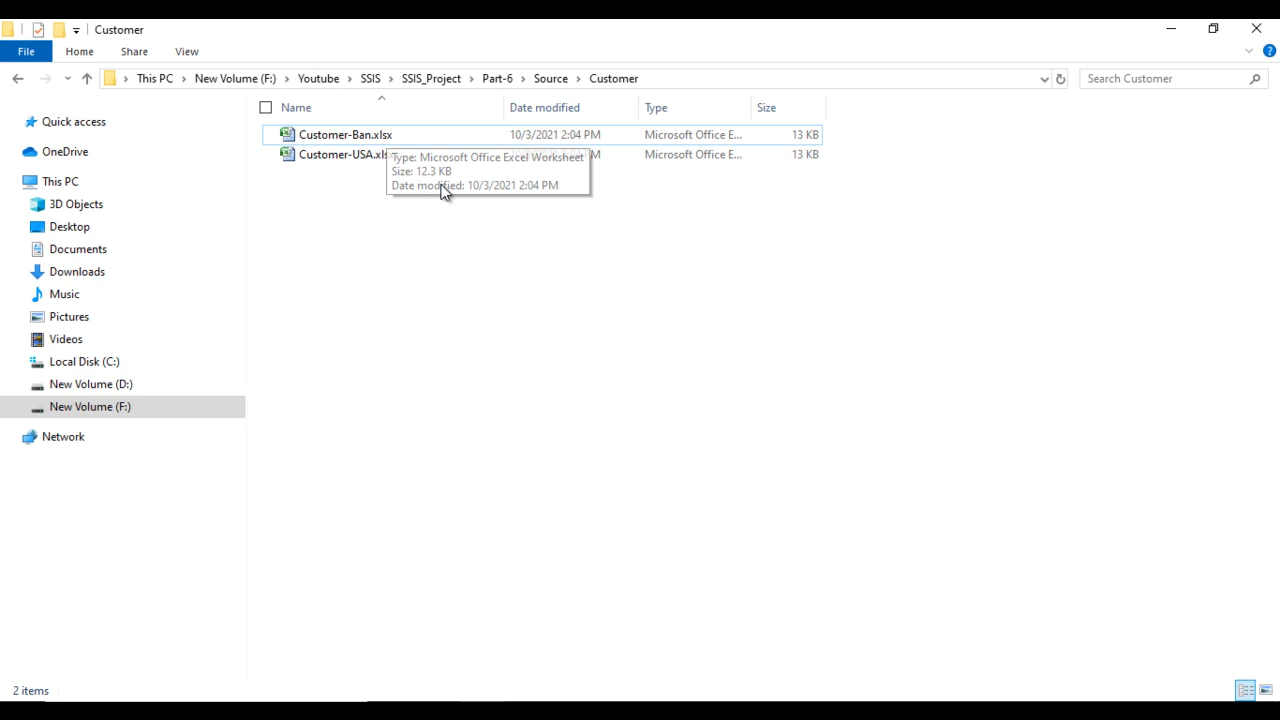 Customer
File Home Share View
This PC > New Volume (F:) > Youtube > SSIS > SSIS_Project > Part-6 > Source > Customer
Search Customer
Name Date modified Type Size
Customer-Ban.xlsx 10/3/2021 2:04 PM Microsoft Office E... 13 KB
Customer-USA.xls Microsoft Office E... 13 KB
Type: Microsoft Office Excel Worksheet
Size: 12.3 KB
Date modified: 10/3/2021 2:04 PM
Quick access
OneDrive
This PC
3D Objects
Desktop
Documents
Downloads
Music
Pictures
Videos
Local Disk (C:)
New Volume (D:)
New Volume (F:)
Network
2 items